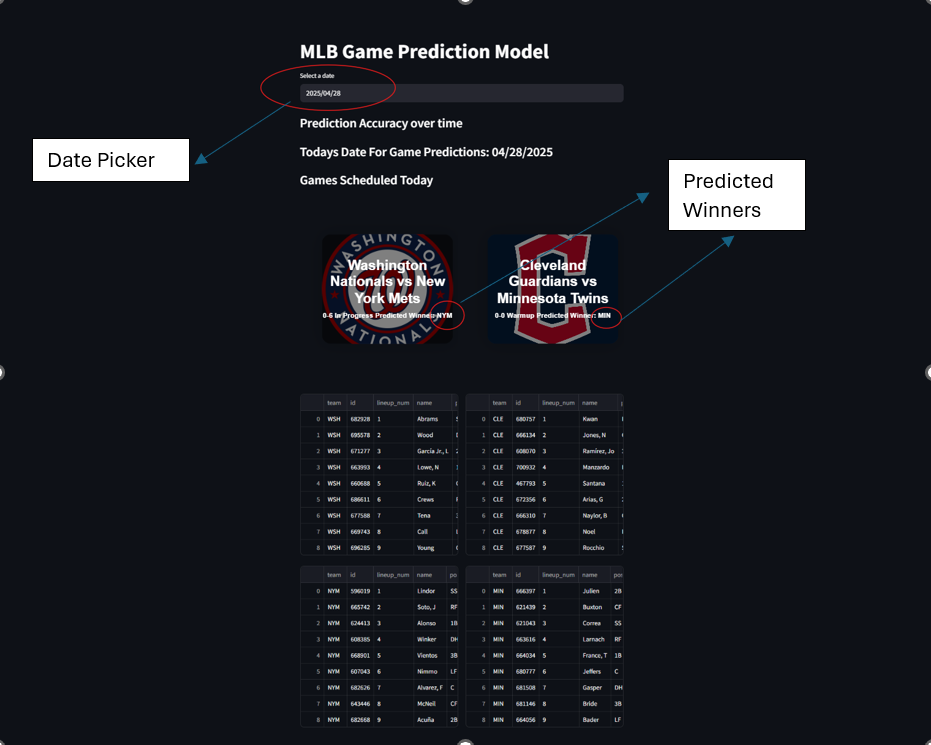 MLB Game Prediction Model
Select a date
2025/04/28
Prediction Accuracy over time
Date Picker
Todays Date For Game Predictions: 04/28/2025
Predicted
Winners
Games Scheduled Today
WASHINGTON
NATIONALS
Washington
Nationals vs New
York Mets
0-6 In Progress Predicted Winner: NYM
Cleveland
Guardians vs
Minnesota Twins
0-0 Warmup Predicted Winner: MIN
team id lineup_num name
0 WSH 682928 1 Abrams
1 WSH 695578 2 Wood
2 WSH 671277 3 García Jr., L
3 WSH 663993 4 Lowe, N
4 WSH 660688 5 Ruiz, K
5 WSH 686611 6 Crews
6 WSH 677588 7 Tena
7 WSH 669743 8 Call
8 WSH 696285 9 Young
team id lineup_num name
0 CLE 680757 1 Kwan
1 CLE 666134 2 Jones, N
2 CLE 608070 3 Ramírez, Jo
3 CLE 700932 4 Manzardo
4 CLE 467793 5 Santana
5 CLE 672356 6 Arias, G
6 CLE 666310 7 Naylor, B
7 CLE 678877 8 Noel
8 CLE 677587 9 Rocchio
team id lineup_num name po
0 NYM 596019 1 Lindor SS
1 NYM 665742 2 Soto, J RF
2 NYM 624413 3 Alonso 1B
3 NYM 608385 4 Winker DH
4 NYM 668901 5 Vientos 3B
5 NYM 607043 6 Nimmo LF
6 NYM 682626 7 Alvarez, F C
7 NYM 643446 8 McNeil CF
8 NYM 682668 9 Acuña 2B
team id lineup_num name pos
0 MIN 666397 1 Julien 2B
1 MIN 621439 2 Buxton CF
2 MIN 621043 3 Correa SS
3 MIN 663616 4 Larnach RF
4 MIN 664034 5 France, T 1B
5 MIN 680777 6 Jeffers C
6 MIN 681508 7 Gasper DH
7 MIN 681146 8 Bride 3B
8 MIN 664056 9 Bader LF